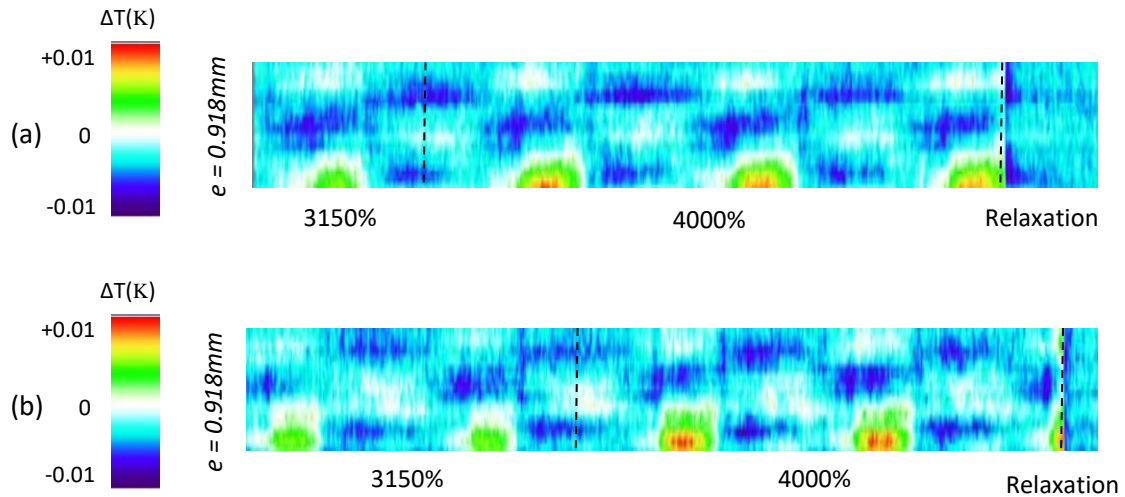 ΔT(K)
+0.01
(a)
0
-0.01
e = 0.918mm
3150%
4000%
Relaxation
ΔT(K)
+0.01
(b)
0
-0.01
e = 0.918mm
3150%
4000%
Relaxation